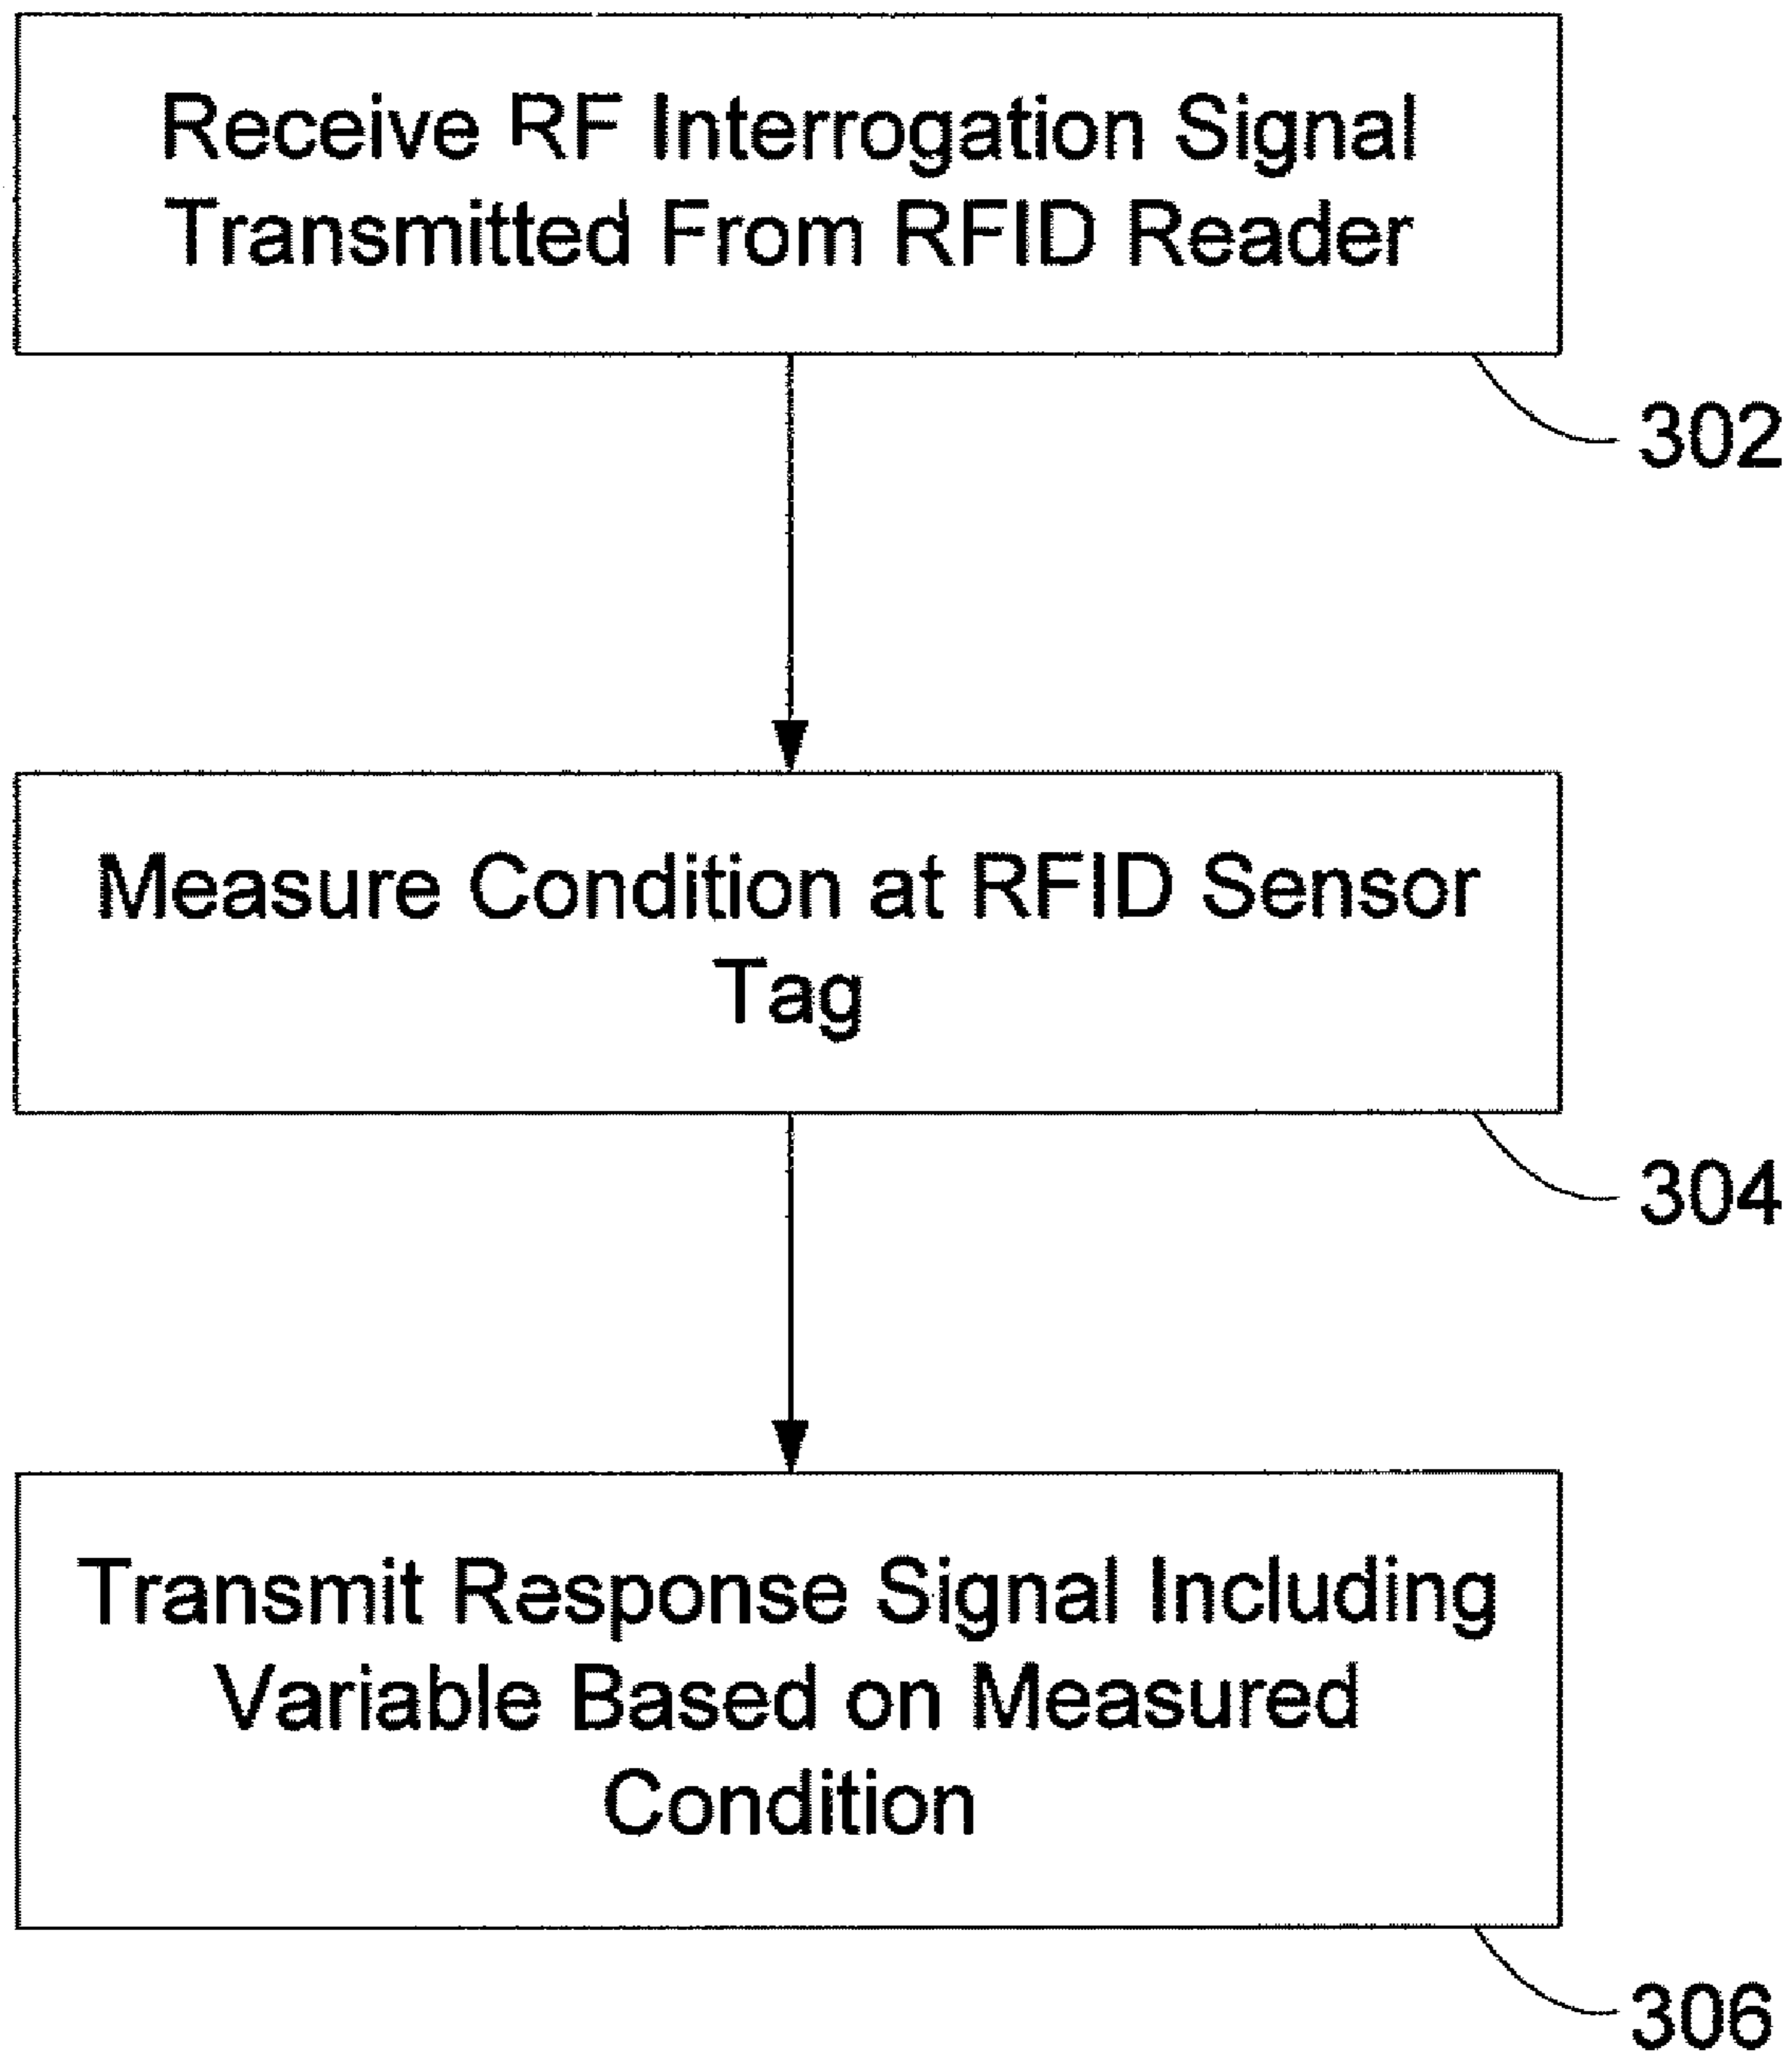 Receive RF Interrogation Signal
Transmitted From RFID Reader
302
Measure Condition at RFID Sensor
Tag
304
Transmit Response Signal Including
Variable Based on Measured
Condition
306